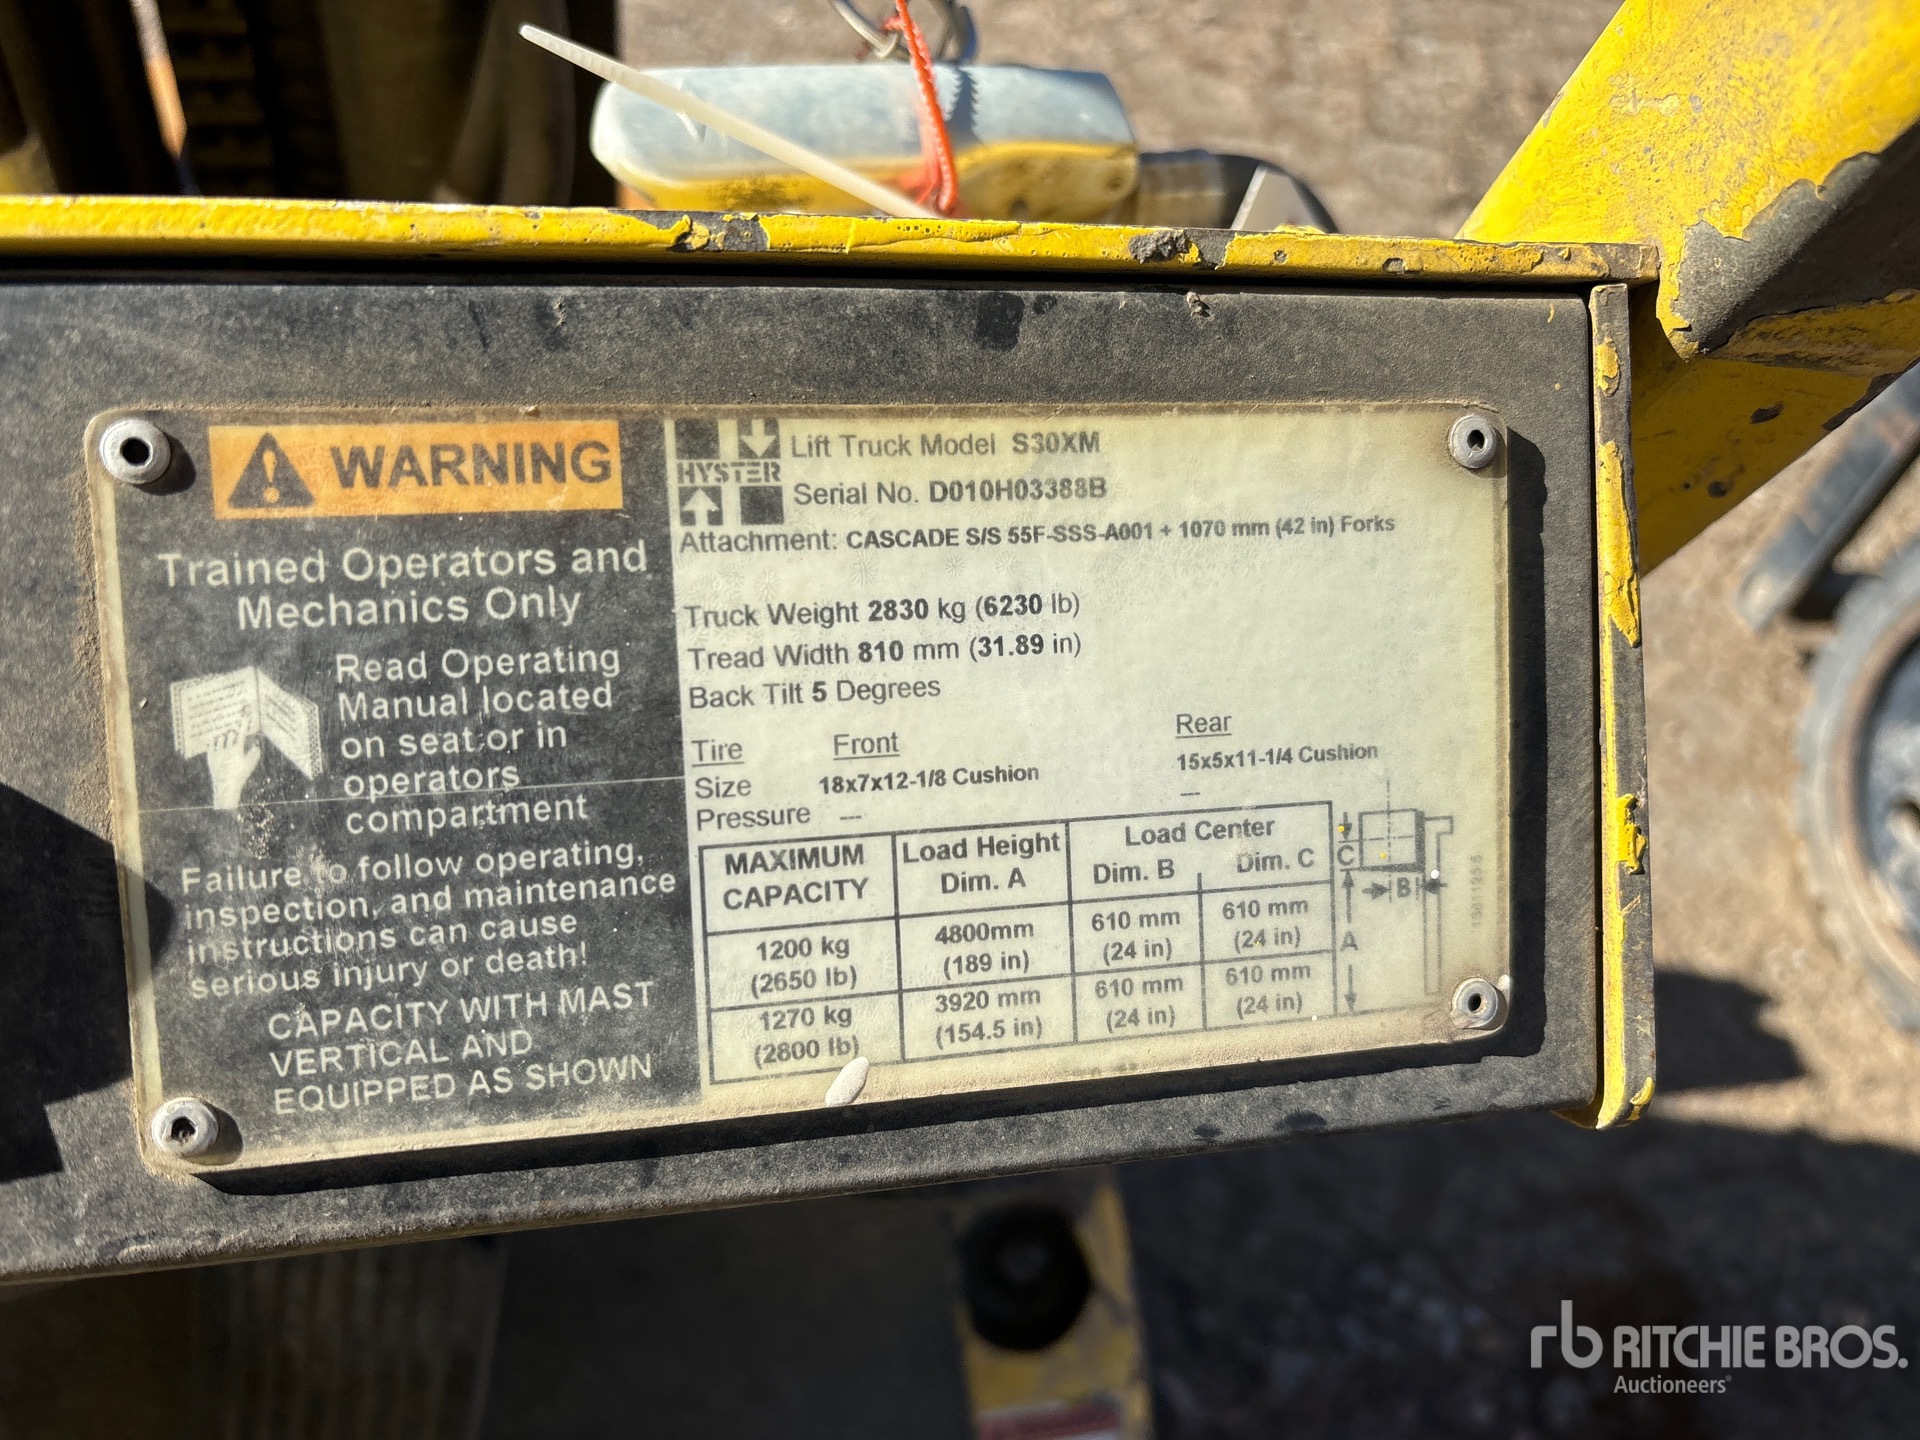 WARNING
Trained Operators and
Mechanics Only
Read Operating
Manual located
on seat or in
operators
compartment
Failure to follow operating,
inspection, and maintenance
instructions can cause
serious injury or death!
CAPACITY WITH MAST
VERTICAL AND
EQUIPPED AS SHOWN
HYSTER
Lift Truck Model S30XM
Serial No. D010H03388B
Attachment: CASCADE S/S 55F-SSS-A001 + 1070 mm (42 in) Forks
Truck Weight 2830 kg (6230 lb)
Tread Width 810 mm (31.89 in)
Back Tilt 5 Degrees
Tire Front Rear
Size 18x7x12-1/8 Cushion 15x5x11-1/4 Cushion
Pressure --- ---
MAXIMUM CAPACITY Load Height Dim. A Load Center Dim. B Dim. C
1200 kg (2650 lb) 4800mm (189 in) 610 mm (24 in) 610 mm (24 in)
1270 kg (2800 lb) 3920 mm (154.5 in) 610 mm (24 in) 610 mm (24 in)
C
B
A
rb RITCHIE BROS.
Auctioneers